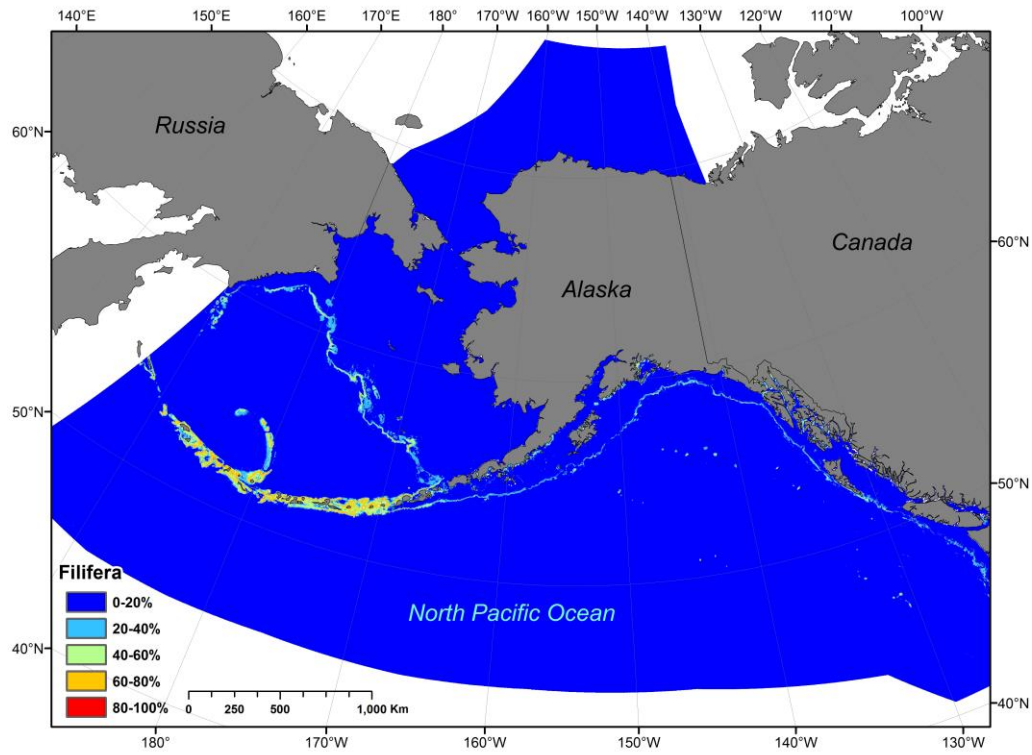 140°E 150°E 160°E 170°E 180° 170°W 160°W 150°W 140°W 130°W 120°W 110°W 100°W
60°N
Russia
Canada
60°N
Alaska
50°N
50°N
Filifera
0-20%
20-40%
40-60%
60-80%
80-100%
North Pacific Ocean
40°N
0 250 500 1,000 Km
40°N
180° 170°W 160°W 150°W 140°W 130°W